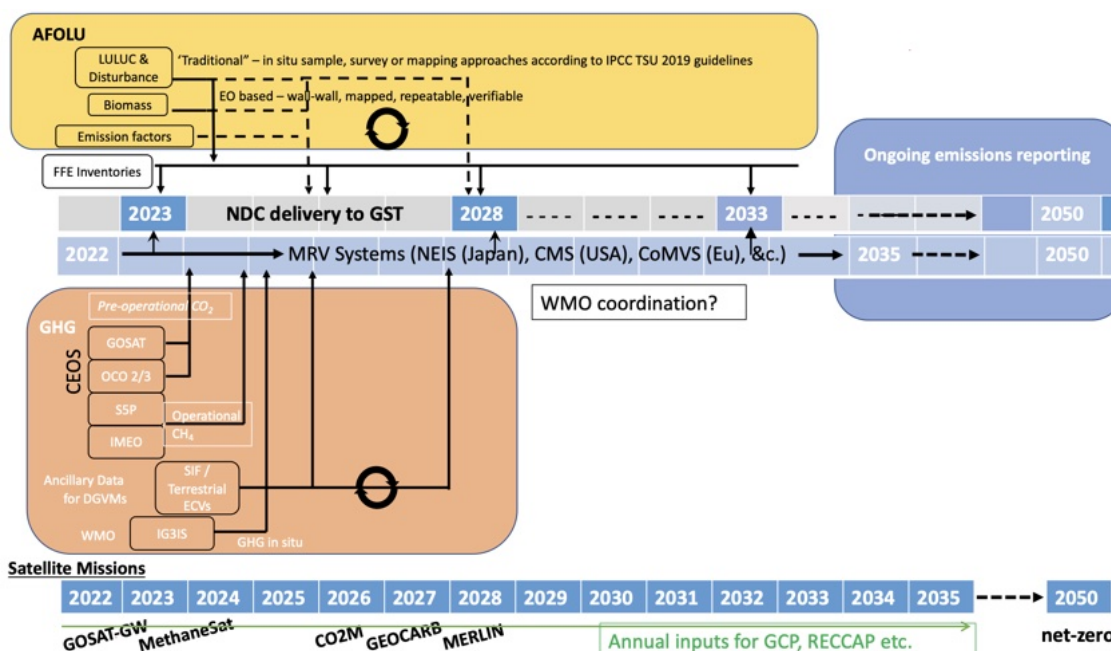 AFOLU
LULUC &
Disturbance
‘Traditional” – in situ sample, survey or mapping approaches according to IPCC TSU 2019 guidelines
EO based – wall-wall, mapped, repeatable, verifiable
Biomass
Emission factors
FFE Inventories
Ongoing emissions reporting
2023
NDC delivery to GST
2028
2033
2050
2022
MRV Systems (NEIS (Japan), CMS (USA), CoMVS (Eu), &c.)
2035
2050
WMO coordination?
Pre-operational CO₂
GHG
CEOS
GOSAT
OCO 2/3
S5P
IMEO
Operational
CH₄
Ancillary Data
for DGVMs
SIF /
Terrestrial
ECVs
WMO
IG3IS
GHG in situ
Satellite Missions
2022 2023 2024 2025 2026 2027 2028 2029 2030 2031 2032 2033 2034 2035 2050
GOSAT-GW
MethaneSat
CO2M
GEOCARB
MERLIN
Annual inputs for GCP, RECCAP etc.
net-zero